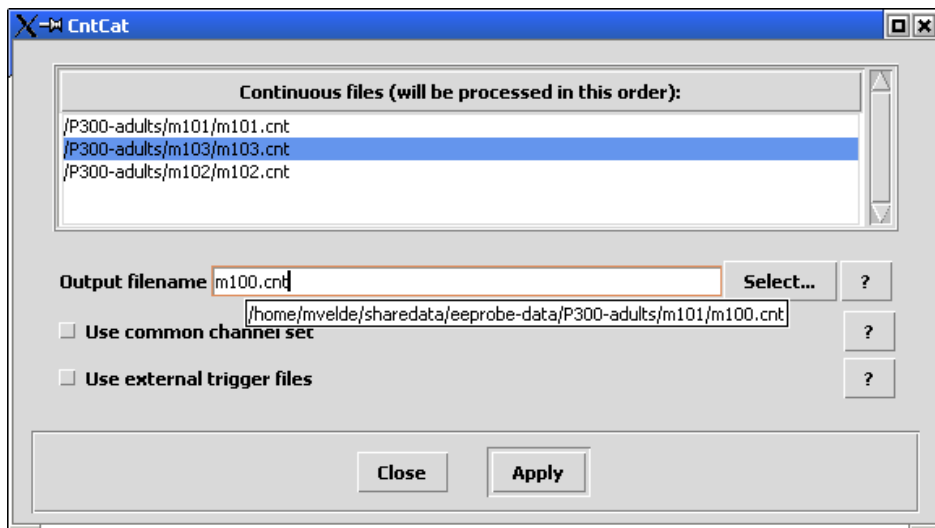 CntCat
Continuous files (will be processed in this order):
/P300-adults/m101/m101.cnt
/P300-adults/m103/m103.cnt
/P300-adults/m102/m102.cnt
Output filename m100.cnt Select... ?
/home/mvelde/sharedata/eeprobe-data/P300-adults/m101/m100.cnt
Use common channel set ?
Use external trigger files ?
Close Apply